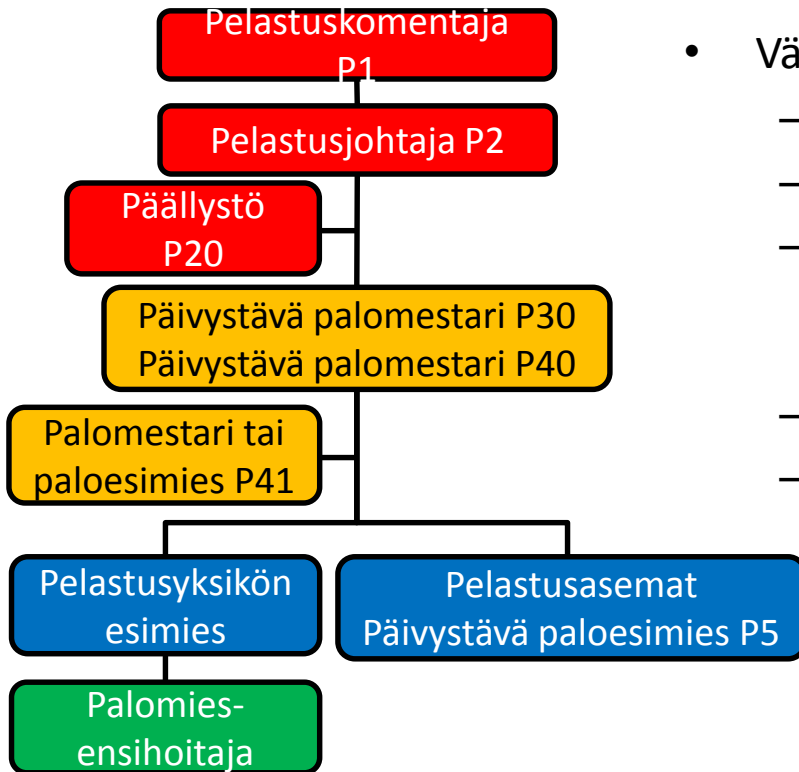 Pelastuskomentaja
P1
Pelastusjohtaja P2
Päällystö
P20
Päivystävä palomestari P30
Päivystävä palomestari P40
Palomestari tai
paloesimies P41
Pelastusyksikön
esimies
Pelastusasemat
Päivystävä paloesimies P5
Palomies-
ensihoitaja
• Vä
–
–
–
–
–